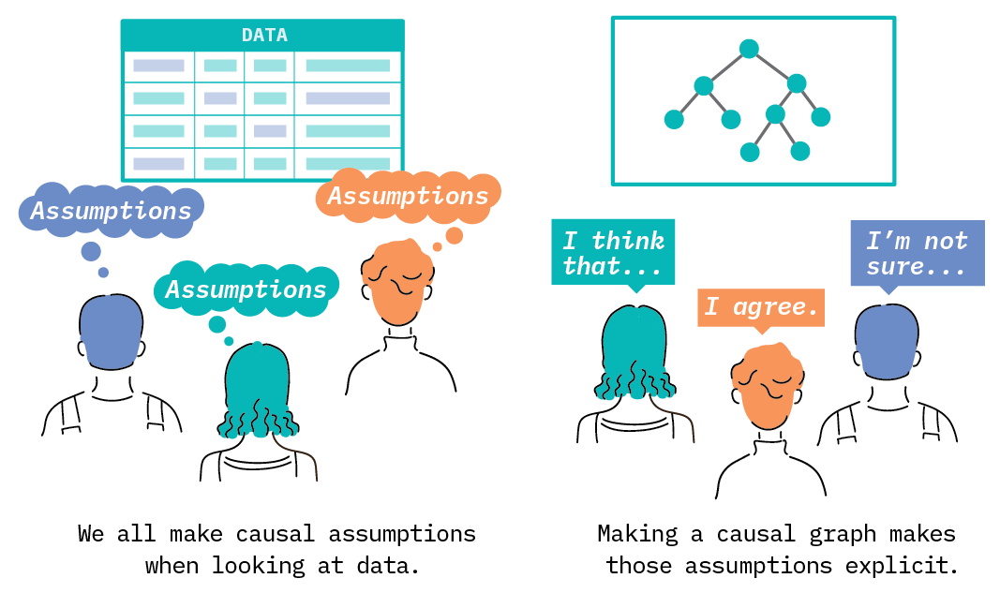 DATA
Assumptions
Assumptions
Assumptions
We all make causal assumptions
when looking at data.
I think
that...
I agree.
I’m not
sure...
Making a causal graph makes
those assumptions explicit.